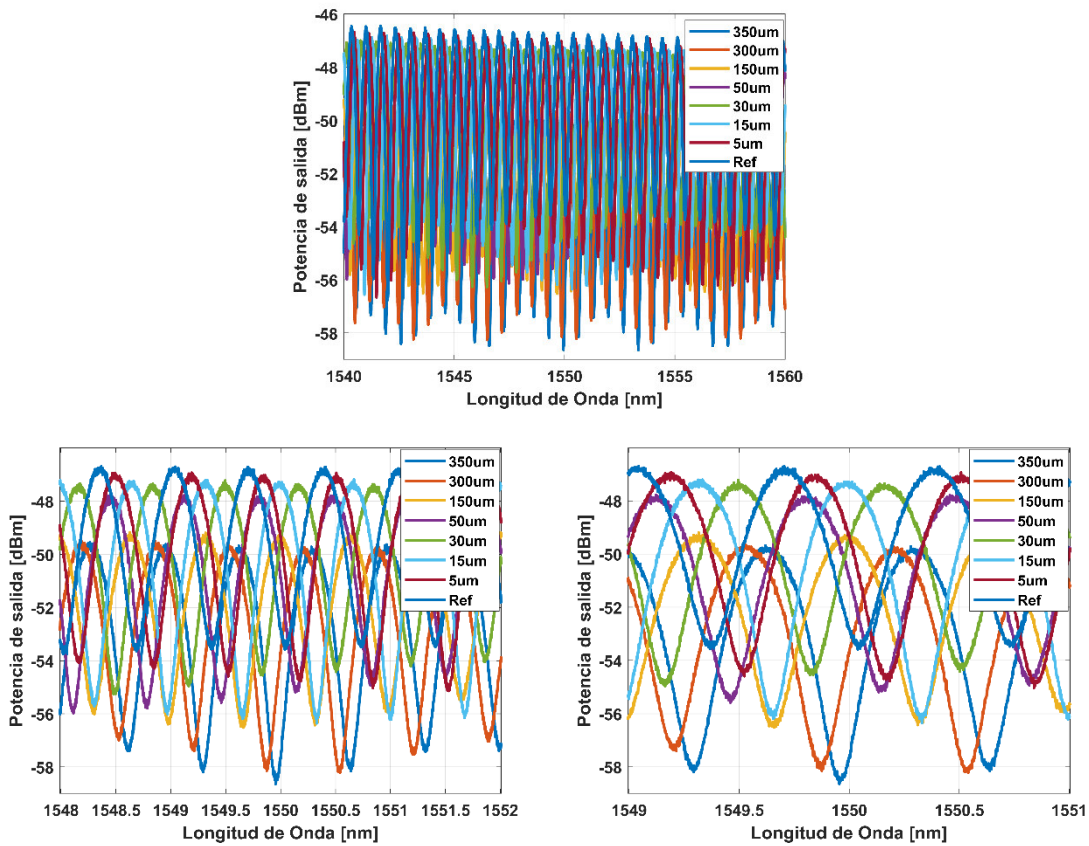 -46
-48
-50
-52
-54
-56
-58
Potencia de salida [dBm]
350um
300um
150um
50um
30um
15um
5um
Ref
1540
1545
1550
1555
1560
Longitud de Onda [nm]
-48
-50
-52
-54
-56
-58
Potencia de salida [dBm]
350um
300um
150um
50um
30um
15um
5um
Ref
1548
1548.5
1549
1549.5
1550
1550.5
1551
1551.5
1552
Longitud de Onda [nm]
-48
-50
-52
-54
-56
-58
Potencia de salida [dBm]
350um
300um
150um
50um
30um
15um
5um
Ref
1549
1549.5
1550
1550.5
1551
Longitud de Onda [nm]